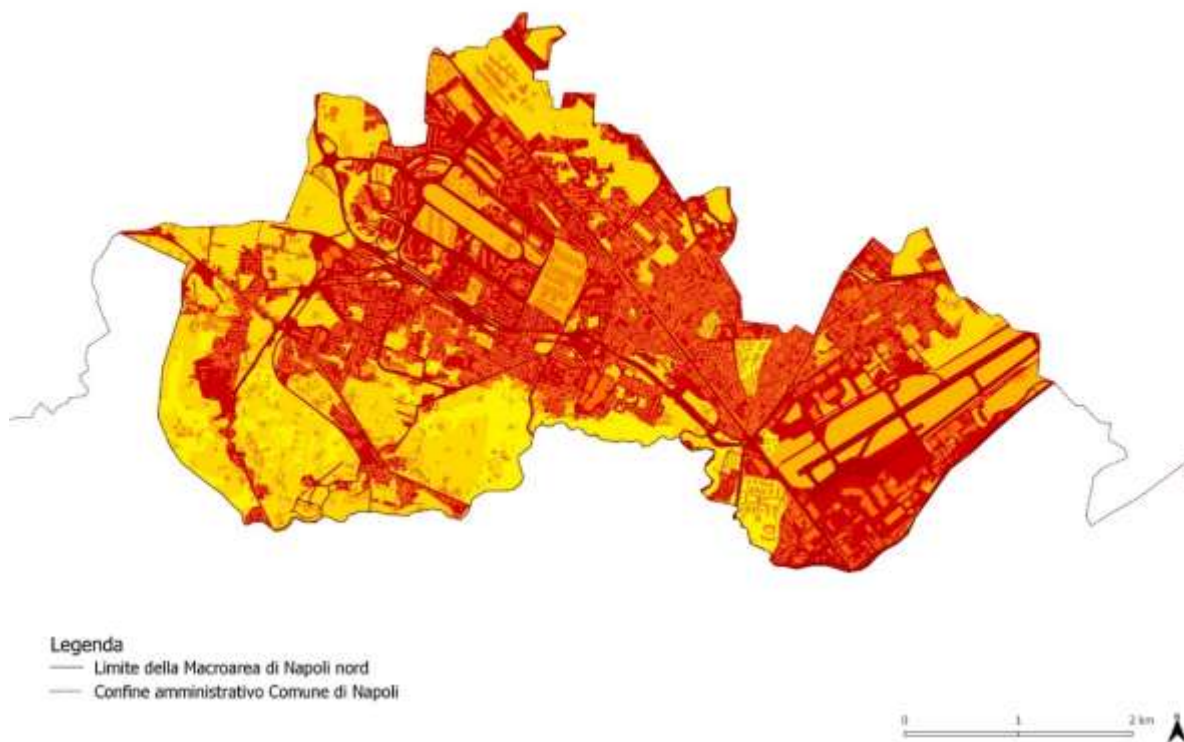 Legenda
Limite della Macroarea di Napoli nord
Confine amministrativo Comune di Napoli
0 1 2 km